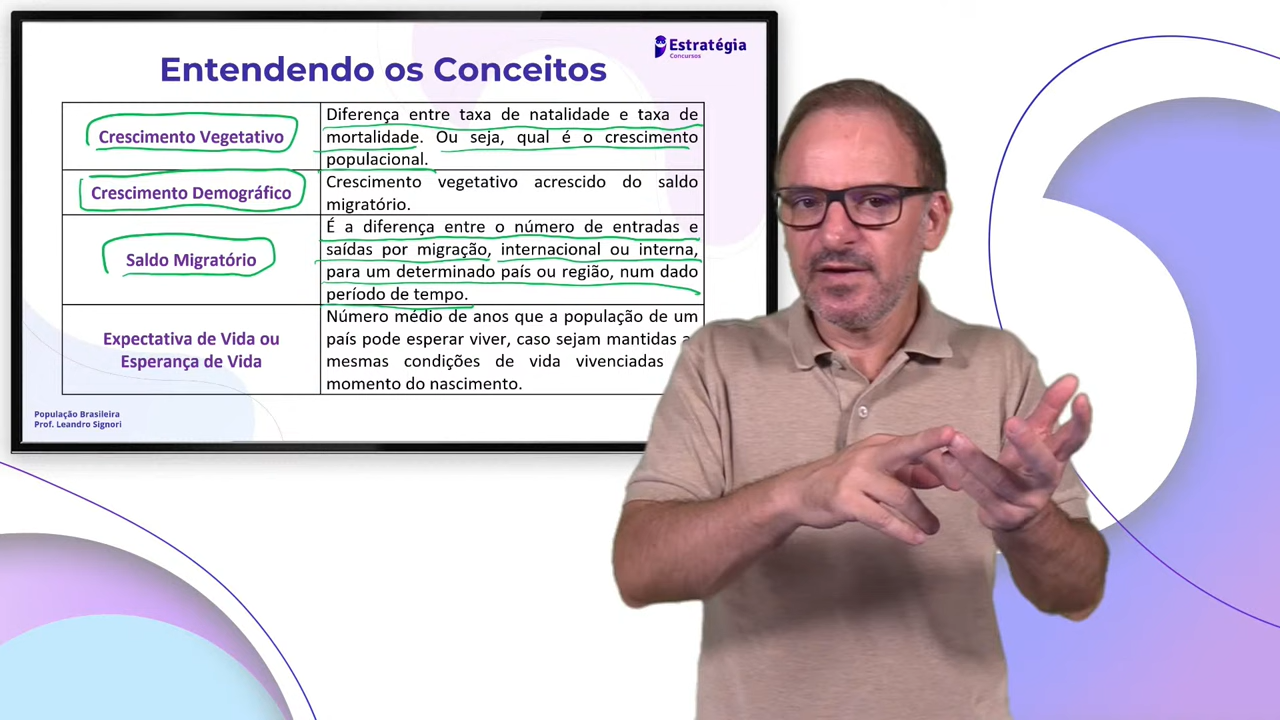 Estratégia
Concursos
Entendendo os Conceitos
Crescimento Vegetativo
Diferença entre taxa de natalidade e taxa de
mortalidade. Ou seja, qual é o crescimento
populacional.
Crescimento Demográfico
Crescimento vegetativo acrescido do saldo
migratório.
Saldo Migratório
É a diferença entre o número de entradas e
saídas por migração, internacional ou interna,
para um determinado país ou região, num dado
período de tempo.
Expectativa de Vida ou
Esperança de Vida
Número médio de anos que a população de um
país pode esperar viver, caso sejam mantidas
mesmas condições de vida vivenciadas
momento do nascimento.
População Brasileira
Prof. Leandro Signori